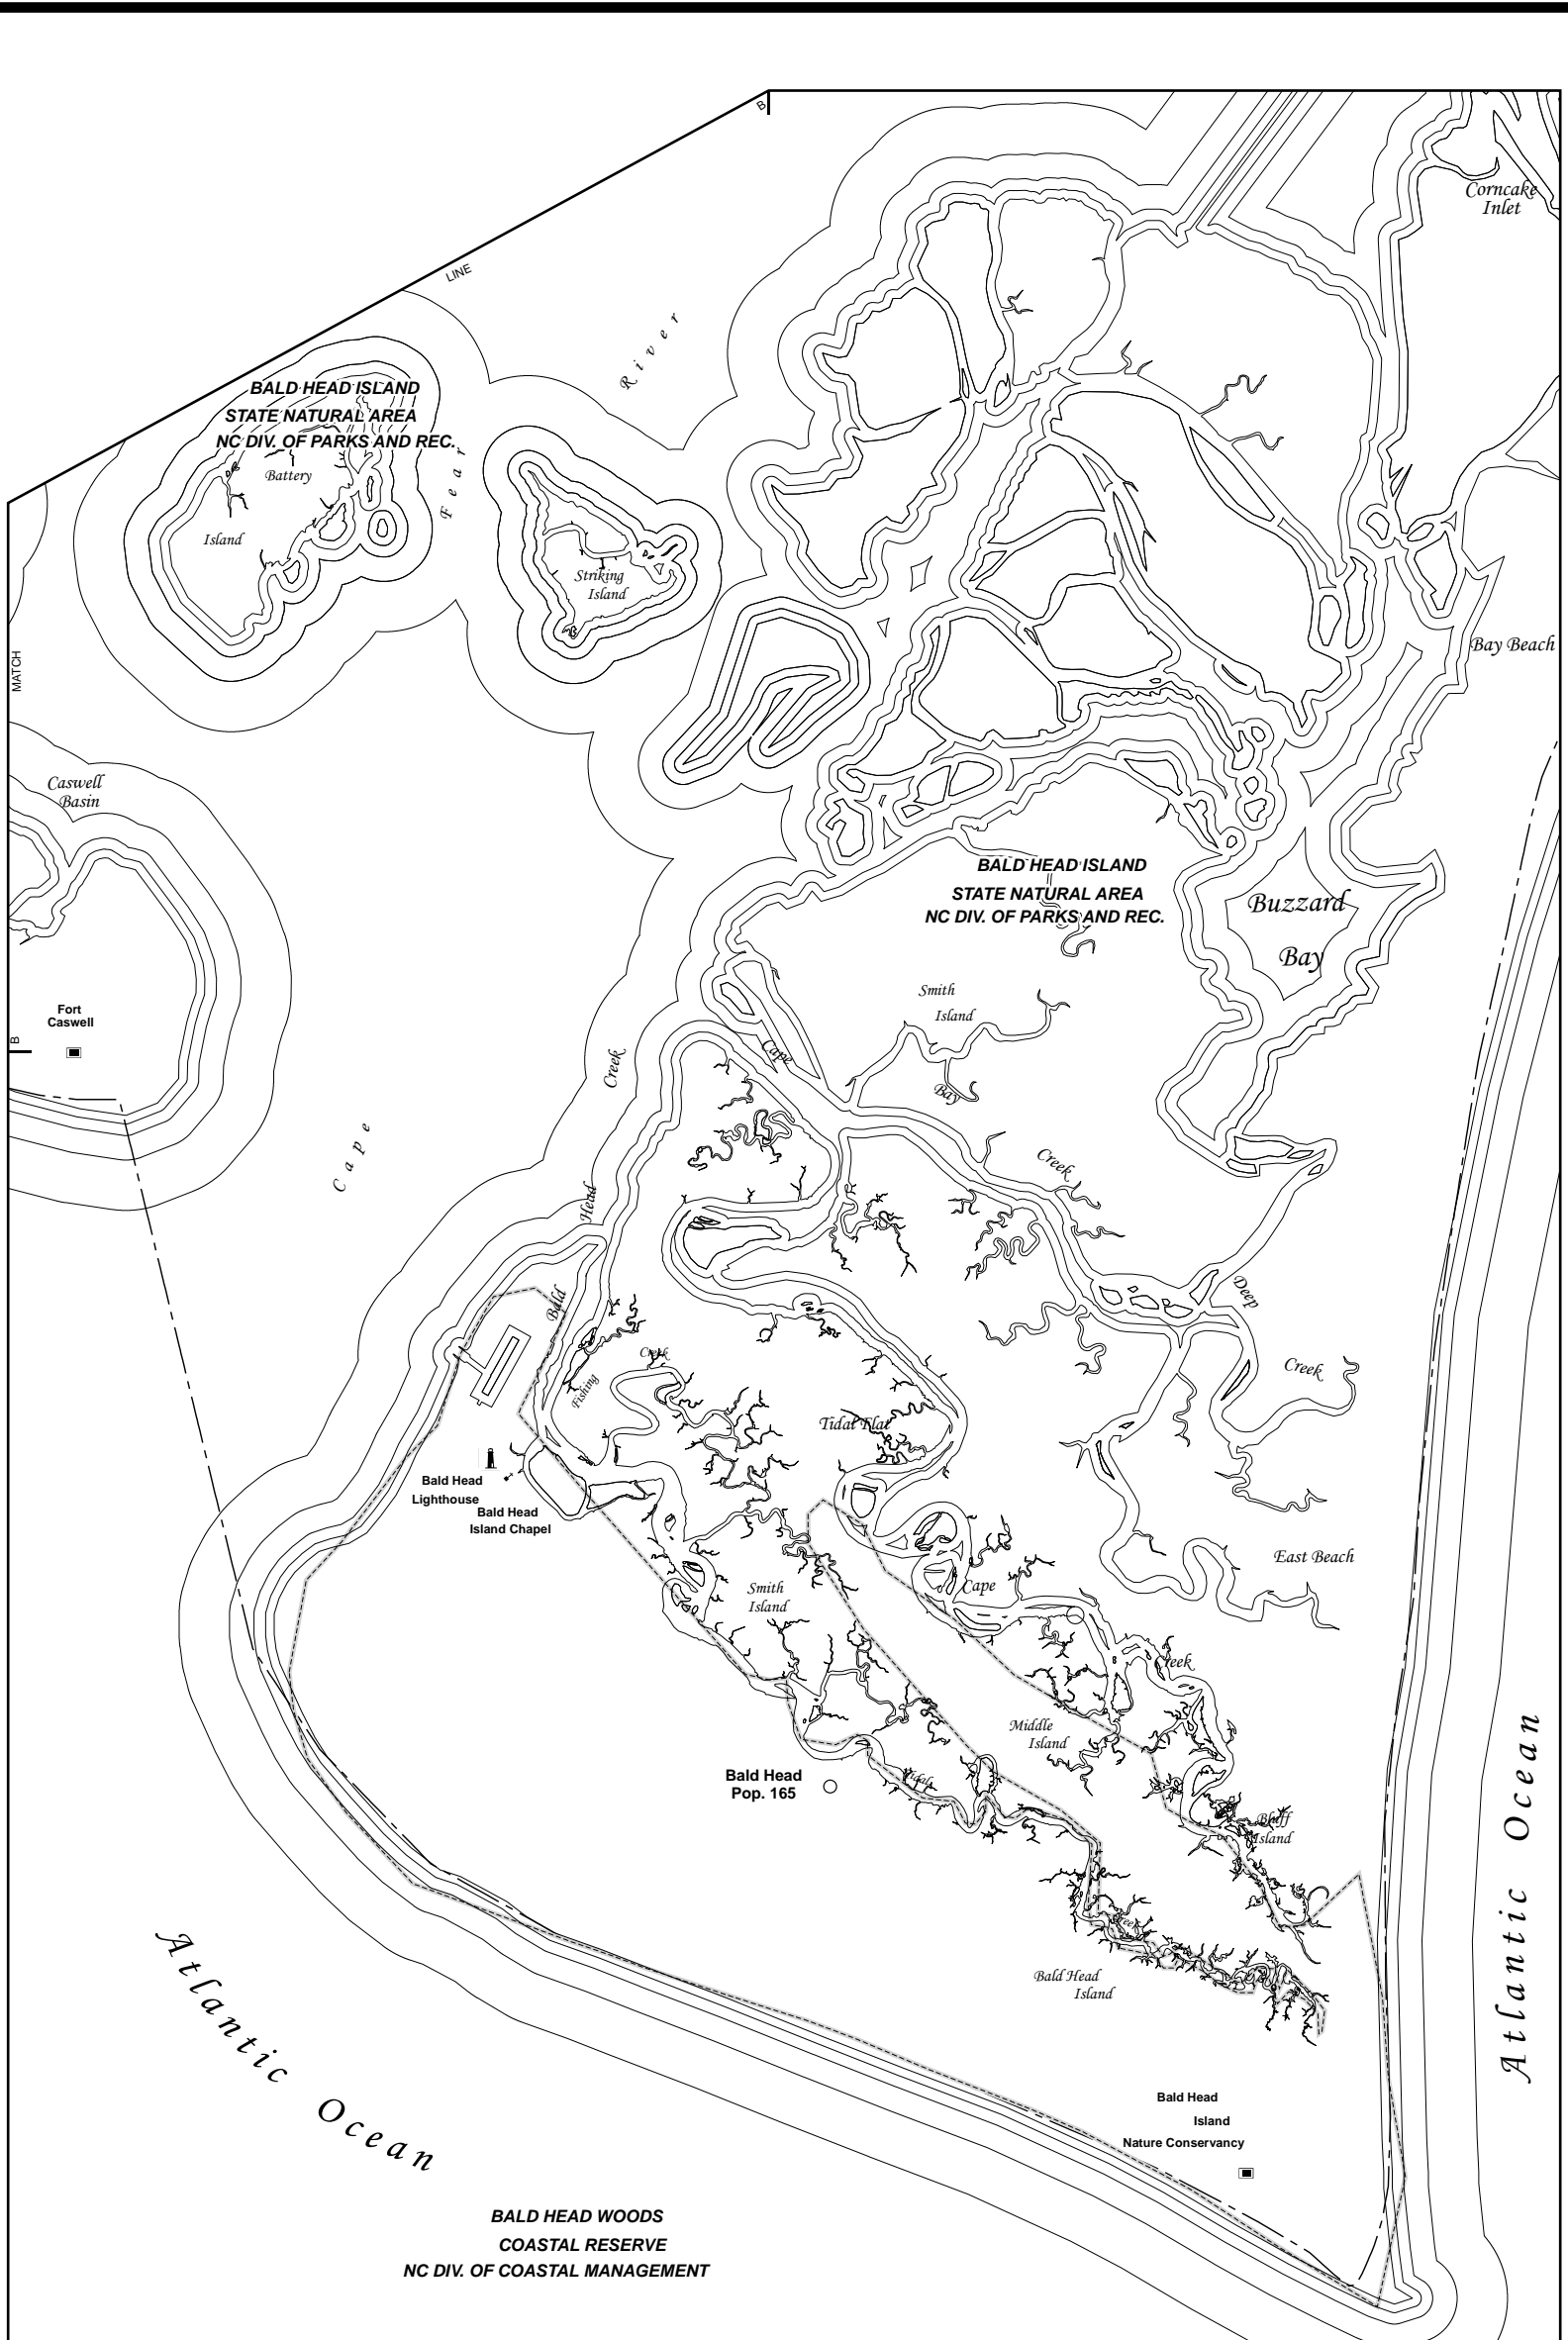 B
Corncake
Inlet
LINE
River
BALD HEAD ISLAND
STATE NATURAL AREA
NC DIV. OF PARKS AND REC.
Battery
Fear
Island
Striking
Island
Bay Beach
MATCH
Caswell
Basin
BALD HEAD ISLAND
STATE NATURAL AREA
NC DIV. OF PARKS AND REC.
Buzzard
Bay
Smith
Island
Bay
Fort
Caswell
B
Cape
Creek
Cape
Creek
Head
Deep
Bald
Creek
Creek
Fishing
Tidal Flat
Bald Head
Lighthouse
Bald Head
Island Chapel
East Beach
Smith
Island
Cape
Creek
Middle
Island
Bald Head
Pop. 165
Tidal
Bluff
Island
Creek
Atlantic Ocean
Bald Head
Island
Atlantic Ocean
Bald Head
Island
Nature Conservancy
BALD HEAD WOODS
COASTAL RESERVE
NC DIV. OF COASTAL MANAGEMENT